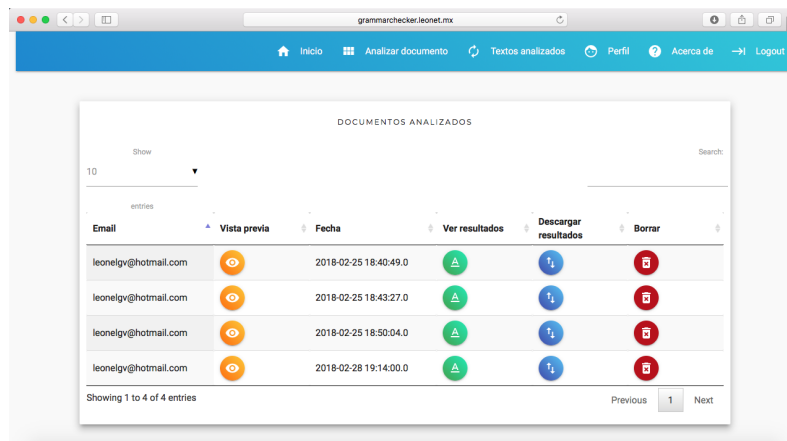 grammarchecker.leonet.mx
Inicio Analizar documento Textos analizados Perfil Acerca de Logout
DOCUMENTOS ANALIZADOS
Show Search:
10
entries
Email Vista previa Fecha Ver resultados Descargar resultados Borrar
leonelgv@hotmail.com 2018-02-25 18:40:49.0
leonelgv@hotmail.com 2018-02-25 18:43:27.0
leonelgv@hotmail.com 2018-02-25 18:50:04.0
leonelgv@hotmail.com 2018-02-28 19:14:00.0
Showing 1 to 4 of 4 entries Previous 1 Next